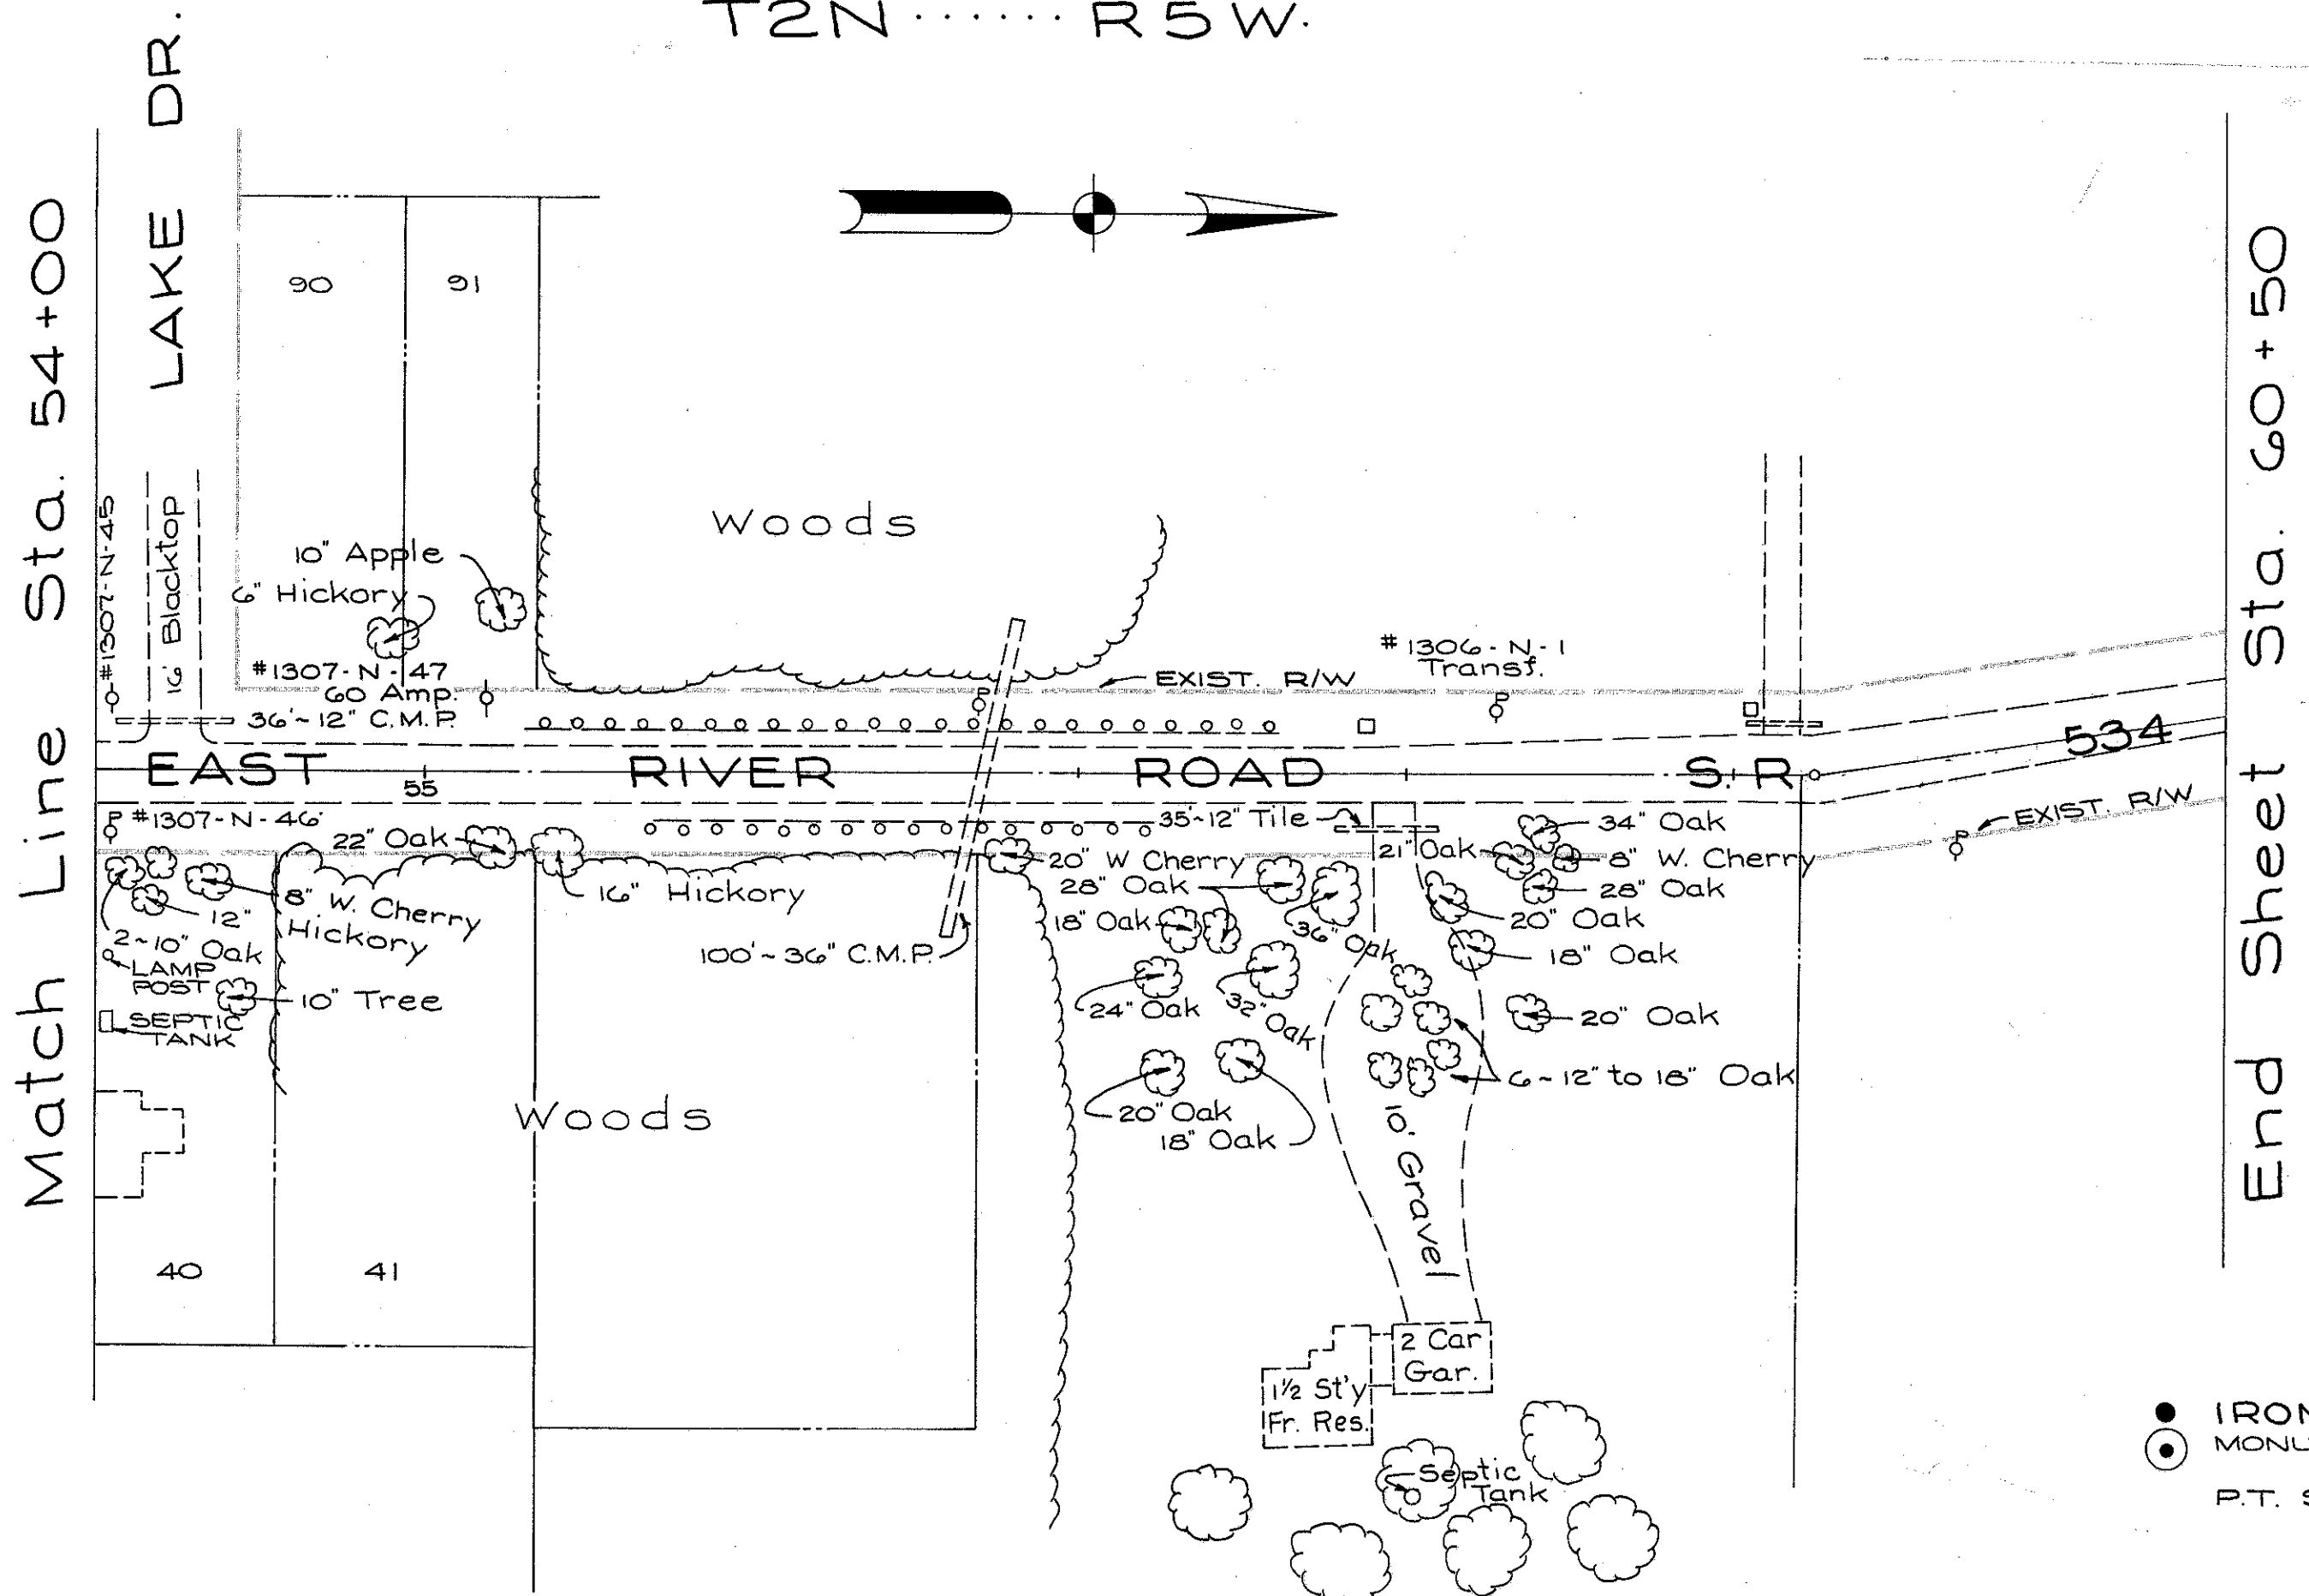 T2N ...... R5W.
LAKE DR.
Match Line Sta. 54+00
End Sheet Sta. 60+50
90
91
Woods
#1307-N-45
16' Blacktop
10" Apple
6" Hickory
#1307-N-47
60 Amp.
36'~12" C.M.P.
EXIST. R/W
#1306-N-1
Transf.
EAST RIVER ROAD S.R. 534
55
EXIST. R/W
#1307-N-46
22" Oak
16" Hickory
35'~12" Tile
20" W Cherry
21" Oak
34" Oak
8" W. Cherry
28" Oak
28" Oak
20" Oak
18" Oak
18" Oak
36" Oak
8" W. Cherry
12" Hickory
2~10" Oak
LAMP
POST
10" Tree
SEPTIC
TANK
100'~36" C.M.P.
24" Oak
32" Oak
20" Oak
6~12" to 18" Oak
20" Oak
18" Oak
Woods
10' Gravel
40
41
2 Car
Gar.
1½ St'y
Fr. Res.
Septic
Tank
IRON
MONU
P.T. S